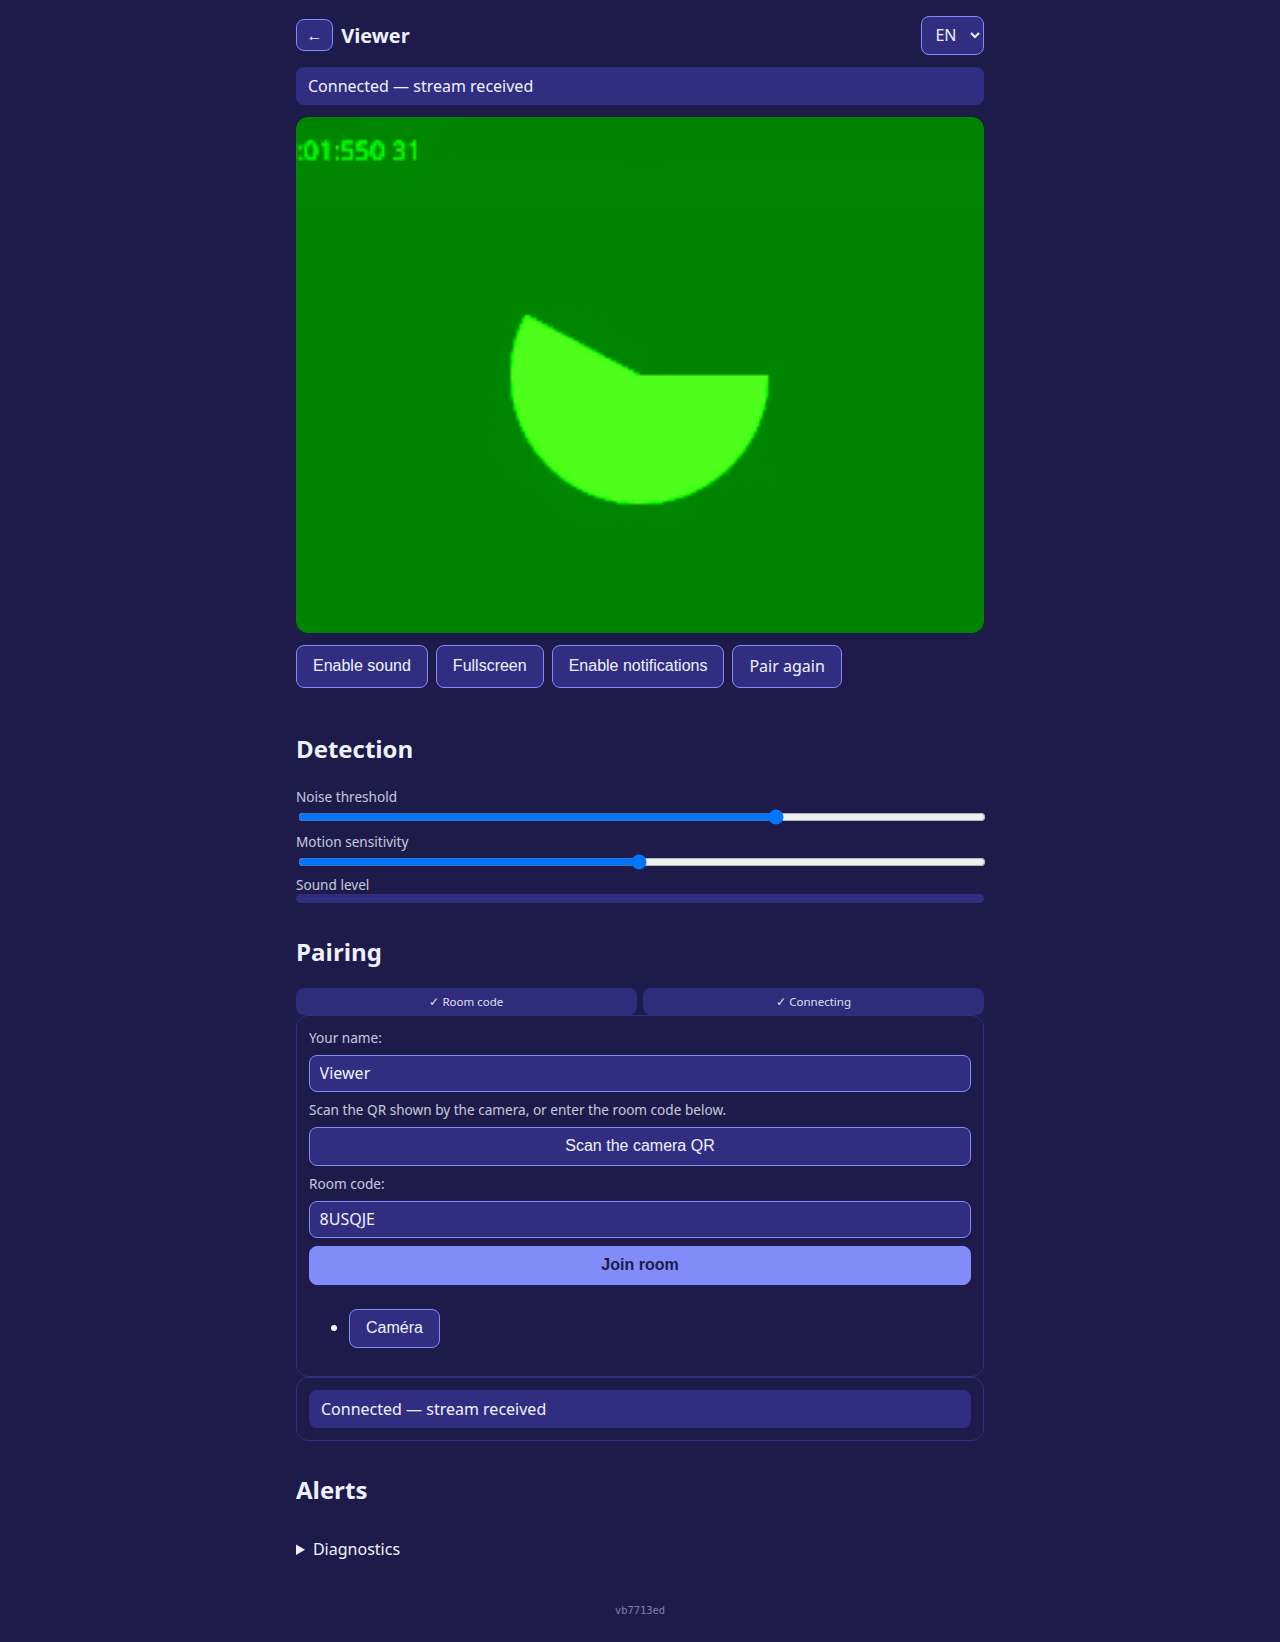 ←
Viewer
EN
Connected — stream received
:01:550 31
Enable sound
Fullscreen
Enable notifications
Pair again
Detection
Noise threshold
Motion sensitivity
Sound level
Pairing
✓ Room code
✓ Connecting
Your name:
Viewer
Scan the QR shown by the camera, or enter the room code below.
Scan the camera QR
Room code:
8USQJE
Join room
Caméra
Connected — stream received
Alerts
Diagnostics
vb7713ed